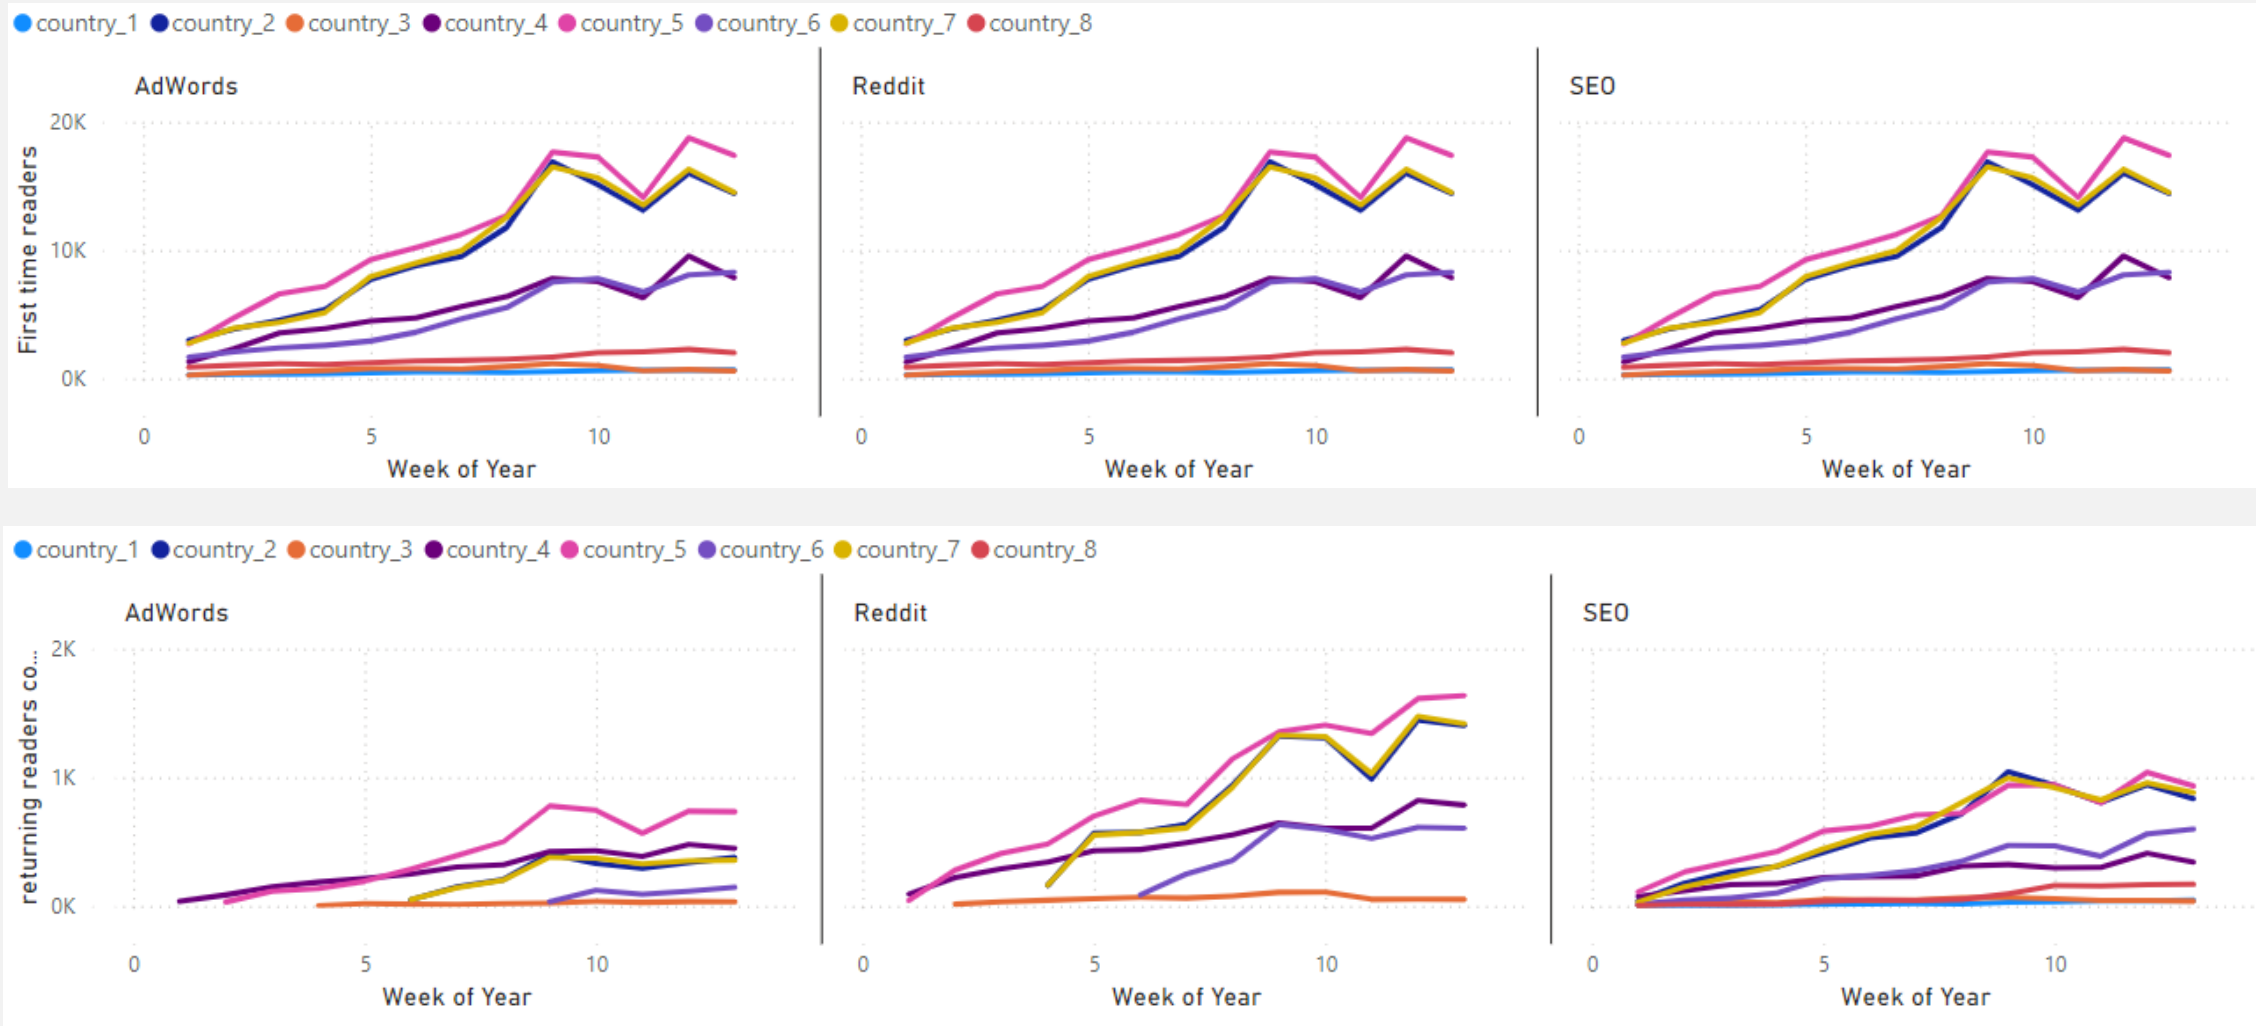 country_1 country_2 country_3 country_4 country_5 country_6 country_7 country_8
AdWords Reddit SEO
First time readers
20K
10K
0K
0 5 10 0 5 10 0 5 10
Week of Year Week of Year Week of Year
country_1 country_2 country_3 country_4 country_5 country_6 country_7 country_8
AdWords Reddit SEO
returning readers co...
2K
1K
0K
0 5 10 0 5 10 0 5 10
Week of Year Week of Year Week of Year